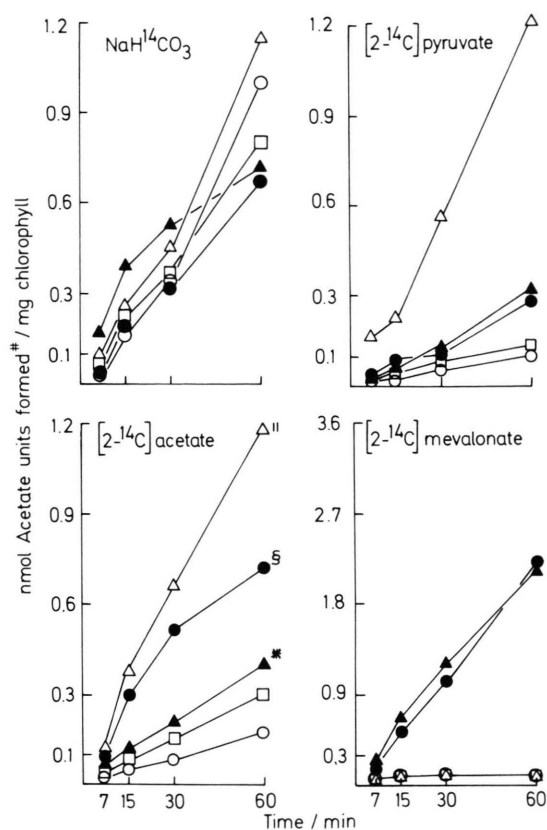 NaH¹⁴CO₃
[2-¹⁴C]pyruvate
1.2
0.9
0.6
0.3
0.1
1.2
0.9
0.6
0.3
0.1
nmol Acetate units formed# / mg chlorophyll
[2-¹⁴C] acetate
[2-¹⁴C] mevalonate
1.2
0.9
0.6
0.3
0.1
3.6
2.7
1.8
0.9
0.3
"
§
*
7 15 30 60
7 15 30 60
Time / min